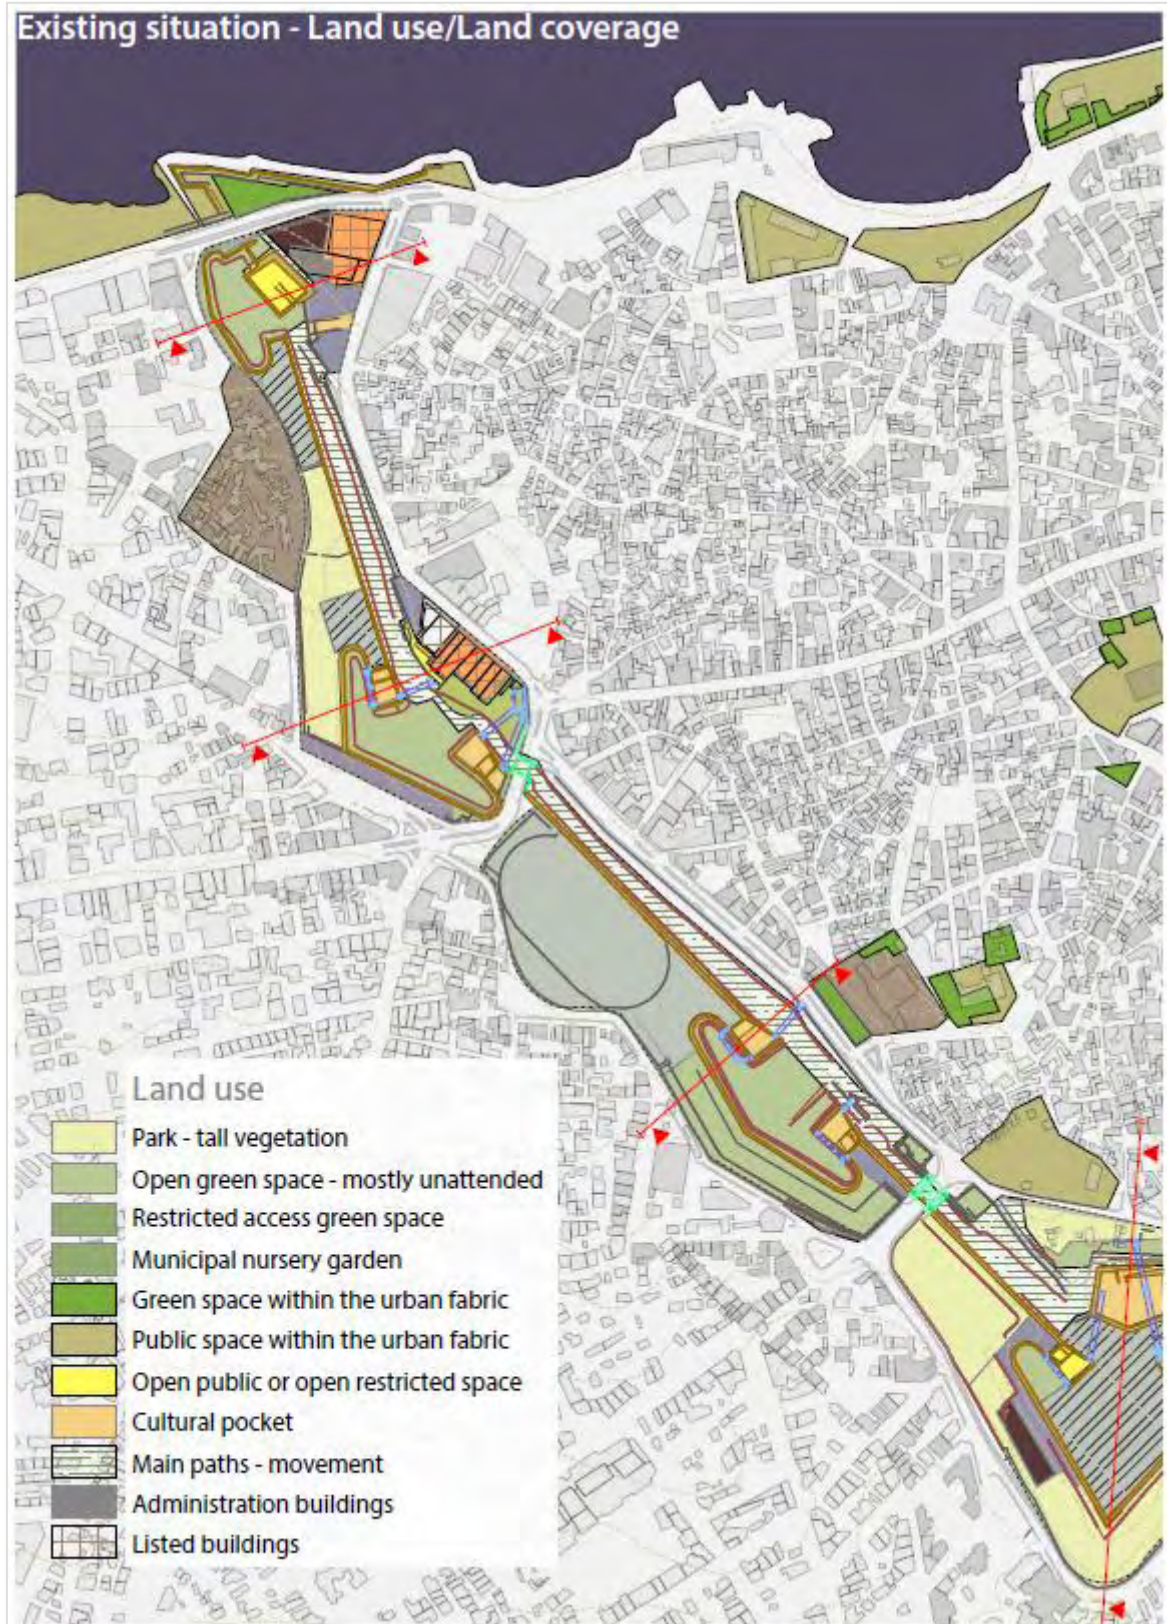 Existing situation - Land use/Land coverage
Land use
Park - tall vegetation
Open green space - mostly unattended
Restricted access green space
Municipal nursery garden
Green space within the urban fabric
Public space within the urban fabric
Open public or open restricted space
Cultural pocket
Main paths - movement
Administration buildings
Listed buildings